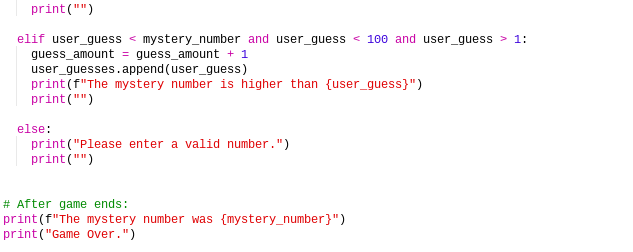 print("")

  elif user_guess < mystery_number and user_guess < 100 and user_guess > 1:
    guess_amount = guess_amount + 1
    user_guesses.append(user_guess)
    print(f"The mystery number is higher than {user_guess}")
    print("")

  else:
    print("Please enter a valid number.")
    print("")


# After game ends:
print(f"The mystery number was {mystery_number}")
print("Game Over.")